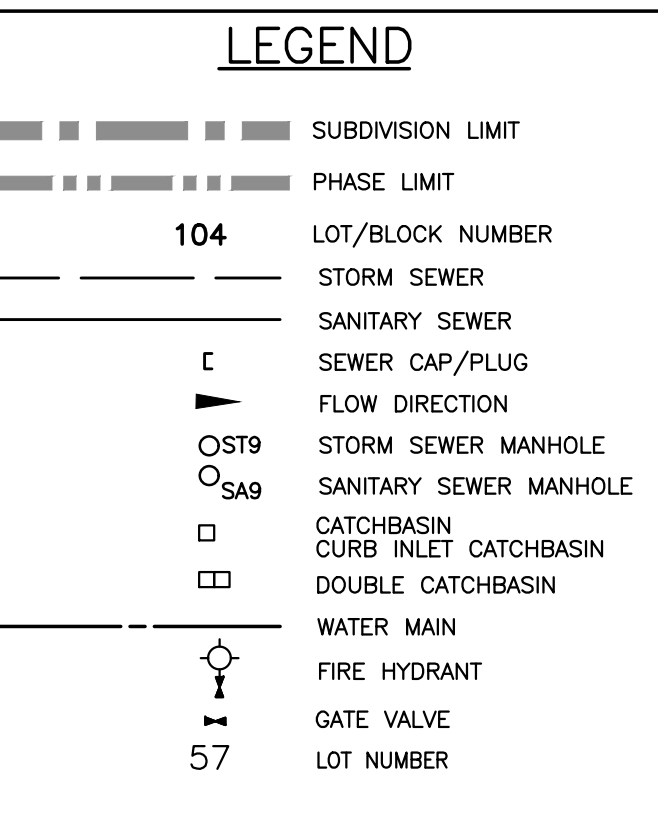 LEGEND
SUBDIVISION LIMIT
PHASE LIMIT
104 LOT/BLOCK NUMBER
STORM SEWER
SANITARY SEWER
SEWER CAP/PLUG
FLOW DIRECTION
ST9 STORM SEWER MANHOLE
SA9 SANITARY SEWER MANHOLE
CATCHBASIN
CURB INLET CATCHBASIN
DOUBLE CATCHBASIN
WATER MAIN
FIRE HYDRANT
GATE VALVE
57 LOT NUMBER